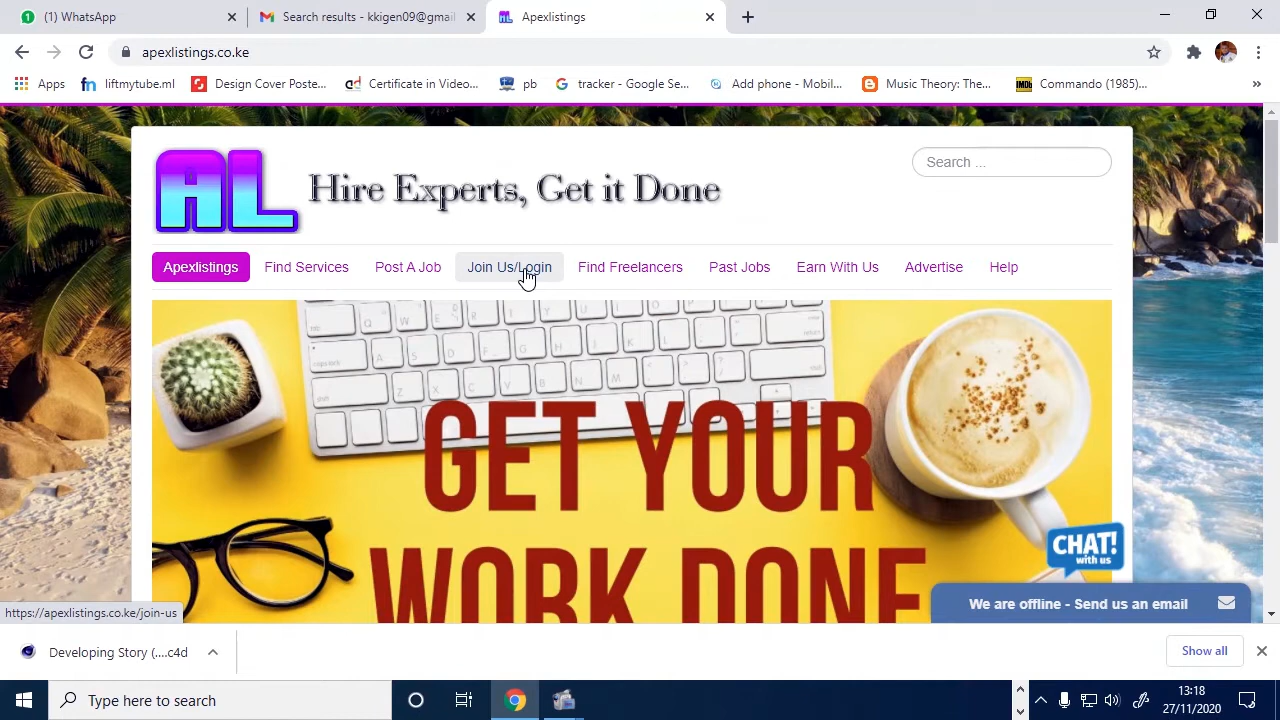 (1) WhatsApp
Search results - kkigen09@gmail
Apexlistings
apexlistings.co.ke
Apps
fn liftmytube.ml
Design Cover Poste...
ad Certificate in Video...
pb
G tracker - Google Se...
Add phone - Mobil...
Music Theory: The...
IMDb Commando (1985)...
»
AL
Hire Experts, Get it Done
Search ...
Apexlistings Find Services Post A Job Join Us/Login Find Freelancers Past Jobs Earn With Us Advertise Help
GET YOUR
WORK DONE
CHAT!
with us
We are offline - Send us an email
https://apexlistings.co.ke/join-us
Developing Story (....c4d
Show all
Type here to search
13:18
27/11/2020